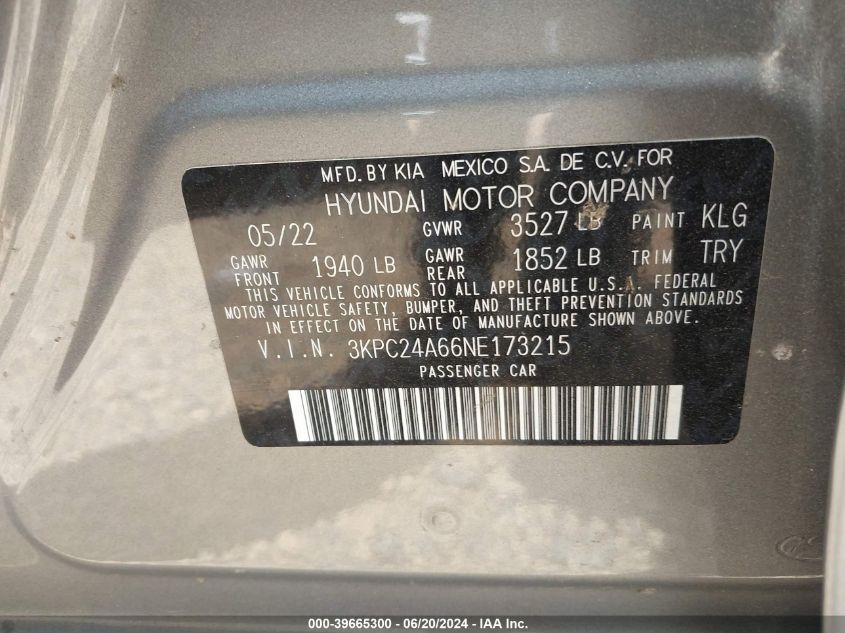 MFD. BY KIA MEXICO S.A. DE C.V. FOR
HYUNDAI MOTOR COMPANY
05/22 GVWR 3527 LB PAINT KLG
GAWR FRONT 1940 LB GAWR REAR 1852 LB TRIM TRY
THIS VEHICLE CONFORMS TO ALL APPLICABLE U.S.A. FEDERAL
MOTOR VEHICLE SAFETY, BUMPER, AND THEFT PREVENTION STANDARDS
IN EFFECT ON THE DATE OF MANUFACTURE SHOWN ABOVE.
V.I.N. 3KPC24A66NE173215
PASSENGER CAR
000-39665300 - 06/20/2024 - IAA Inc.